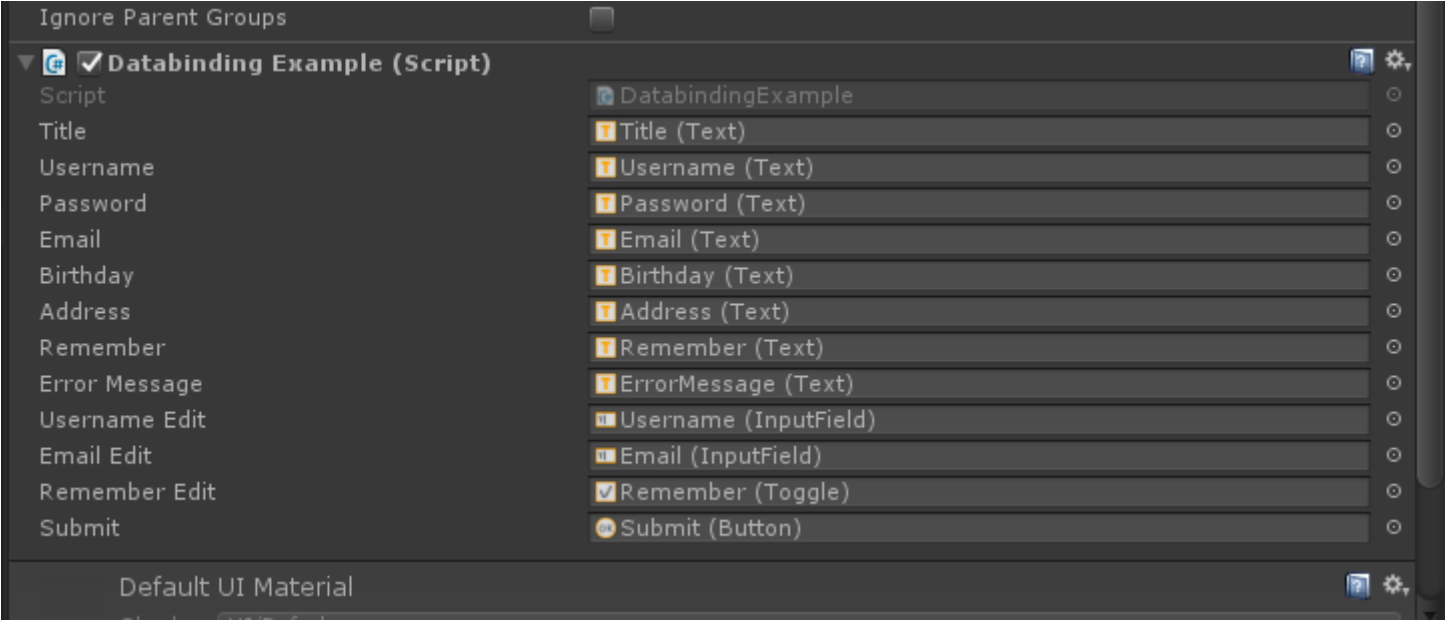 Ignore Parent Groups
Databinding Example (Script)
Script DatabindingExample
Title Title (Text)
Username Username (Text)
Password Password (Text)
Email Email (Text)
Birthday Birthday (Text)
Address Address (Text)
Remember Remember (Text)
Error Message ErrorMessage (Text)
Username Edit Username (InputField)
Email Edit Email (InputField)
Remember Edit Remember (Toggle)
Submit Submit (Button)
Default UI Material